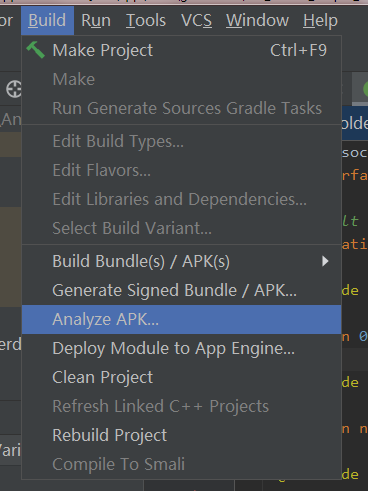 or Build Run Tools VCS Window Help
Make Project Ctrl+F9
Make
Run Generate Sources Gradle Tasks
Edit Build Types...
Edit Flavors...
Edit Libraries and Dependencies...
Select Build Variant...
Build Bundle(s) / APK(s)
Generate Signed Bundle / APK...
Analyze APK...
Deploy Module to App Engine...
Clean Project
Refresh Linked C++ Projects
Rebuild Project
Compile To Smali